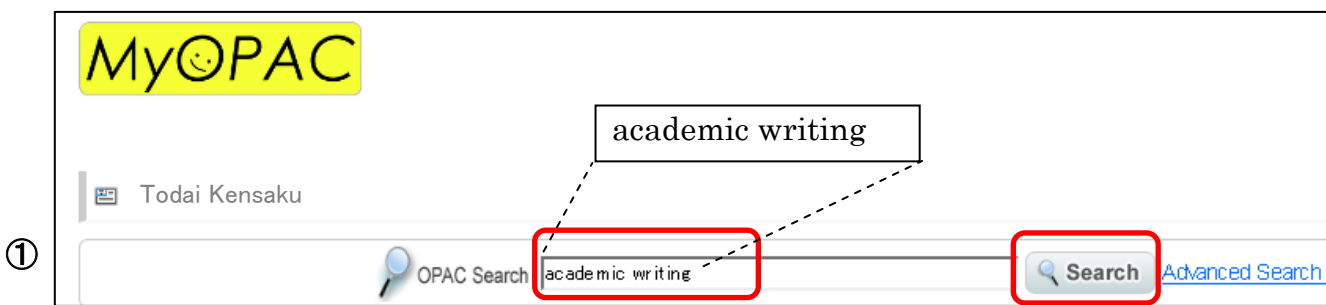 MyOPAC
academic writing
Todai Kensaku
① OPAC Search academic writing Search Advanced Search